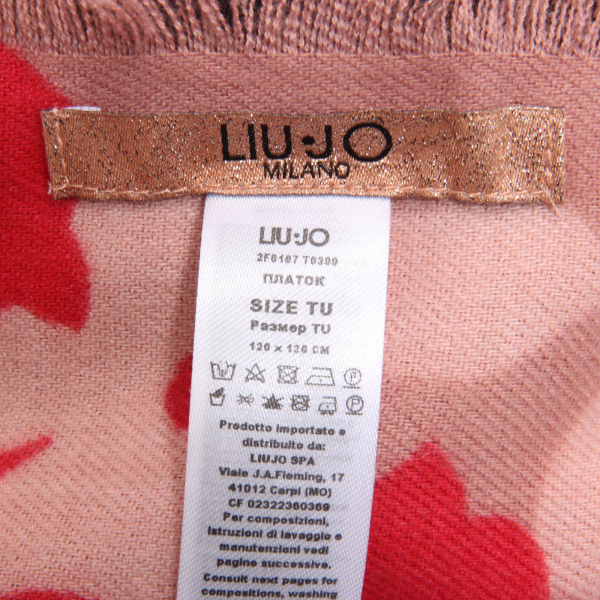 LIU·JO
MILANO
LIU·JO
2F0107 T0300
ПЛАТОК
SIZE TU
Размер TU
120 x 120 CM
Prodotto importato e
distribuito da:
LIUJO SPA
Viale J.A.Fleming, 17
41012 Carpi (MO)
CF 02322360369
Per composizioni,
istruzioni di lavaggio e
manutenzioni vedi
pagine successive.
Consult next pages for
compositions, washing